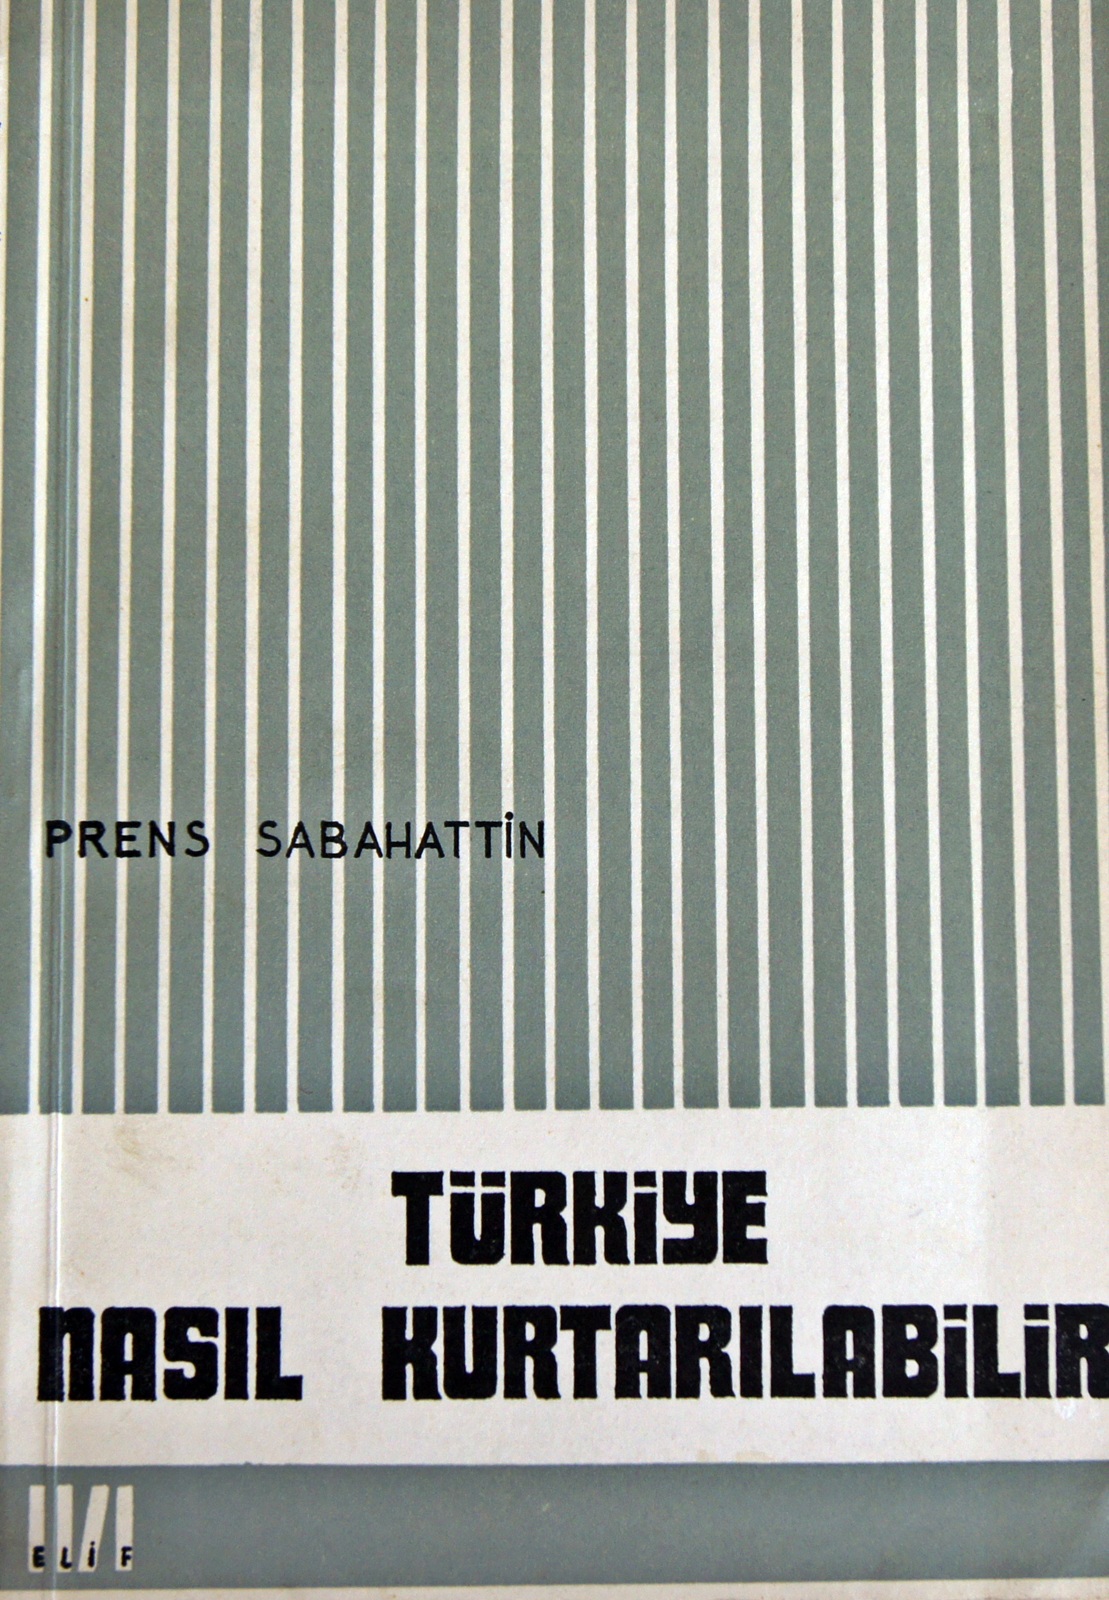 PRENS SABAHATTİN
TÜRKİYE
NASIL KURTARILABİLİR
ELİF